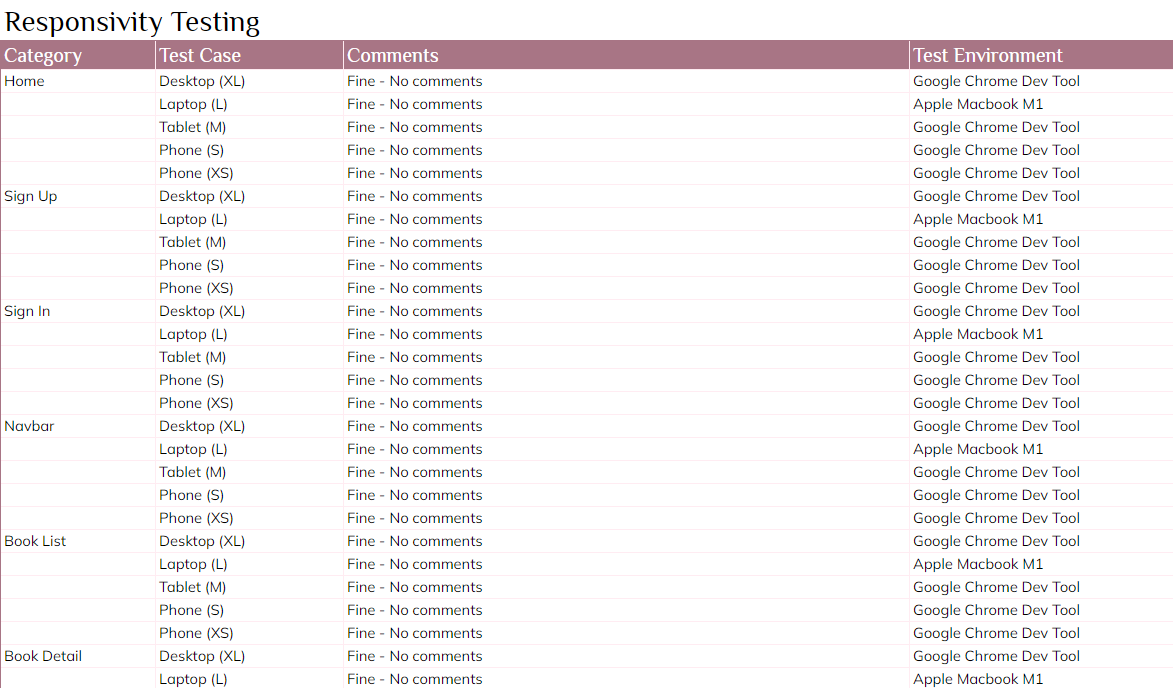 Responsivity Testing
Category Test Case Comments Test Environment
Home Desktop (XL) Fine - No comments Google Chrome Dev Tool
Laptop (L) Fine - No comments Apple Macbook M1
Tablet (M) Fine - No comments Google Chrome Dev Tool
Phone (S) Fine - No comments Google Chrome Dev Tool
Phone (XS) Fine - No comments Google Chrome Dev Tool
Sign Up Desktop (XL) Fine - No comments Google Chrome Dev Tool
Laptop (L) Fine - No comments Apple Macbook M1
Tablet (M) Fine - No comments Google Chrome Dev Tool
Phone (S) Fine - No comments Google Chrome Dev Tool
Phone (XS) Fine - No comments Google Chrome Dev Tool
Sign In Desktop (XL) Fine - No comments Google Chrome Dev Tool
Laptop (L) Fine - No comments Apple Macbook M1
Tablet (M) Fine - No comments Google Chrome Dev Tool
Phone (S) Fine - No comments Google Chrome Dev Tool
Phone (XS) Fine - No comments Google Chrome Dev Tool
Navbar Desktop (XL) Fine - No comments Google Chrome Dev Tool
Laptop (L) Fine - No comments Apple Macbook M1
Tablet (M) Fine - No comments Google Chrome Dev Tool
Phone (S) Fine - No comments Google Chrome Dev Tool
Phone (XS) Fine - No comments Google Chrome Dev Tool
Book List Desktop (XL) Fine - No comments Google Chrome Dev Tool
Laptop (L) Fine - No comments Apple Macbook M1
Tablet (M) Fine - No comments Google Chrome Dev Tool
Phone (S) Fine - No comments Google Chrome Dev Tool
Phone (XS) Fine - No comments Google Chrome Dev Tool
Book Detail Desktop (XL) Fine - No comments Google Chrome Dev Tool
Laptop (L) Fine - No comments Apple Macbook M1